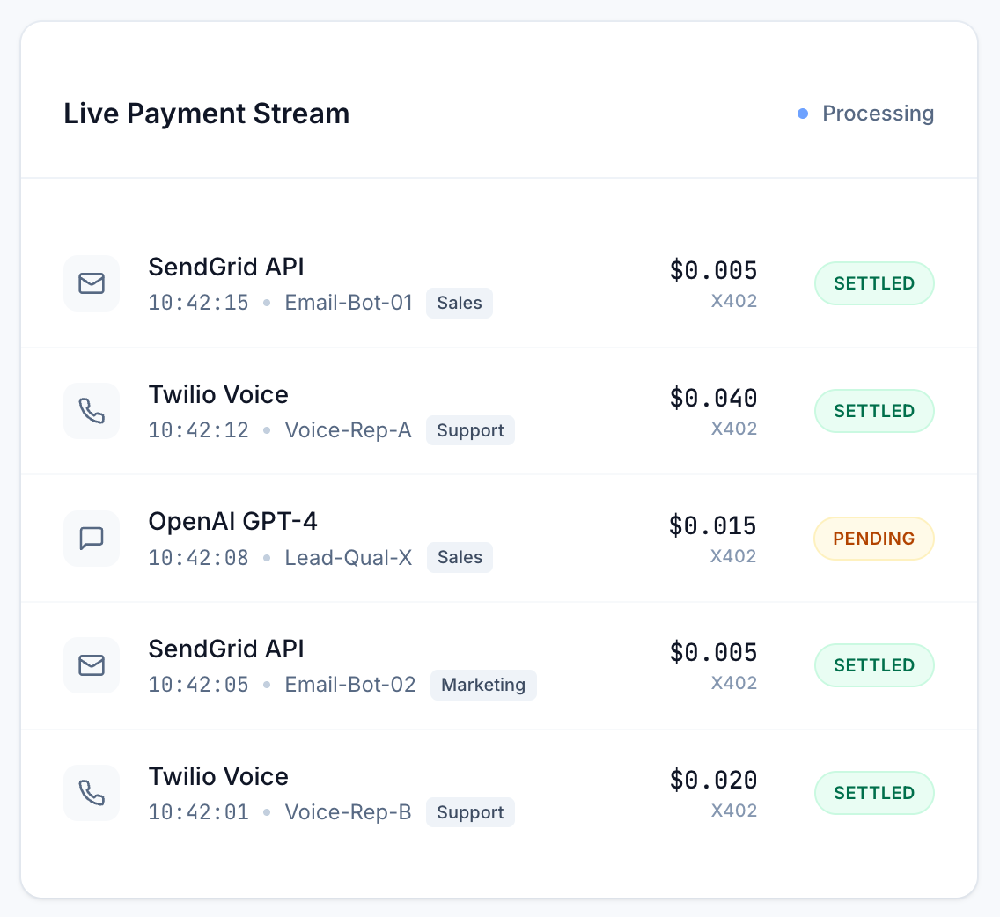 Live Payment Stream
Processing
SendGrid API
$0.005
SETTLED
10:42:15 • Email-Bot-01 Sales
X402
Twilio Voice
$0.040
SETTLED
10:42:12 • Voice-Rep-A Support
X402
OpenAI GPT-4
$0.015
PENDING
10:42:08 • Lead-Qual-X Sales
X402
SendGrid API
$0.005
SETTLED
10:42:05 • Email-Bot-02 Marketing
X402
Twilio Voice
$0.020
SETTLED
10:42:01 • Voice-Rep-B Support
X402